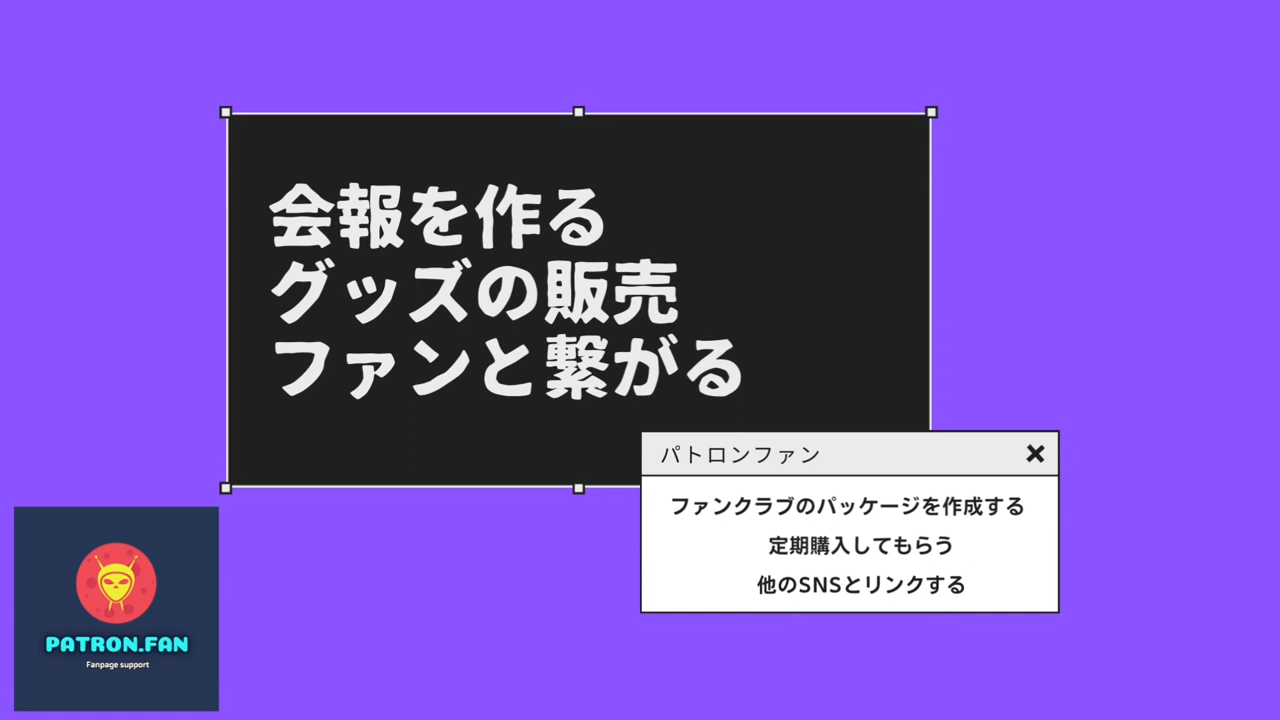 会報を作る
グッズの販売
ファンと繋がる
パトロンファン
ファンクラブのパッケージを作成する
定期購入してもらう
他のSNSとリンクする
PATRON.FAN
Fanpage support